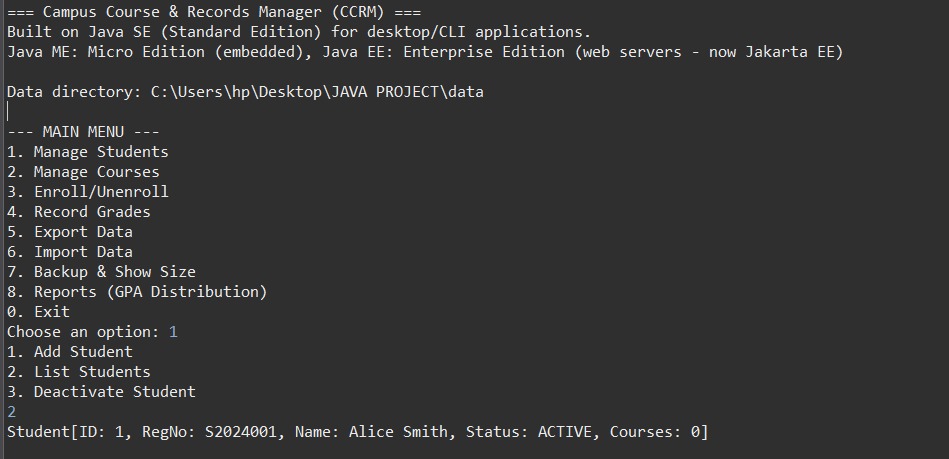 === Campus Course & Records Manager (CCRM) ===
Built on Java SE (Standard Edition) for desktop/CLI applications.
Java ME: Micro Edition (embedded), Java EE: Enterprise Edition (web servers - now Jakarta EE)
Data directory: C:\Users\hp\Desktop\JAVA PROJECT\data
--- MAIN MENU ---
1. Manage Students
2. Manage Courses
3. Enroll/Unenroll
4. Record Grades
5. Export Data
6. Import Data
7. Backup & Show Size
8. Reports (GPA Distribution)
0. Exit
Choose an option: 1
1. Add Student
2. List Students
3. Deactivate Student
2
Student[ID: 1, RegNo: S2024001, Name: Alice Smith, Status: ACTIVE, Courses: 0]